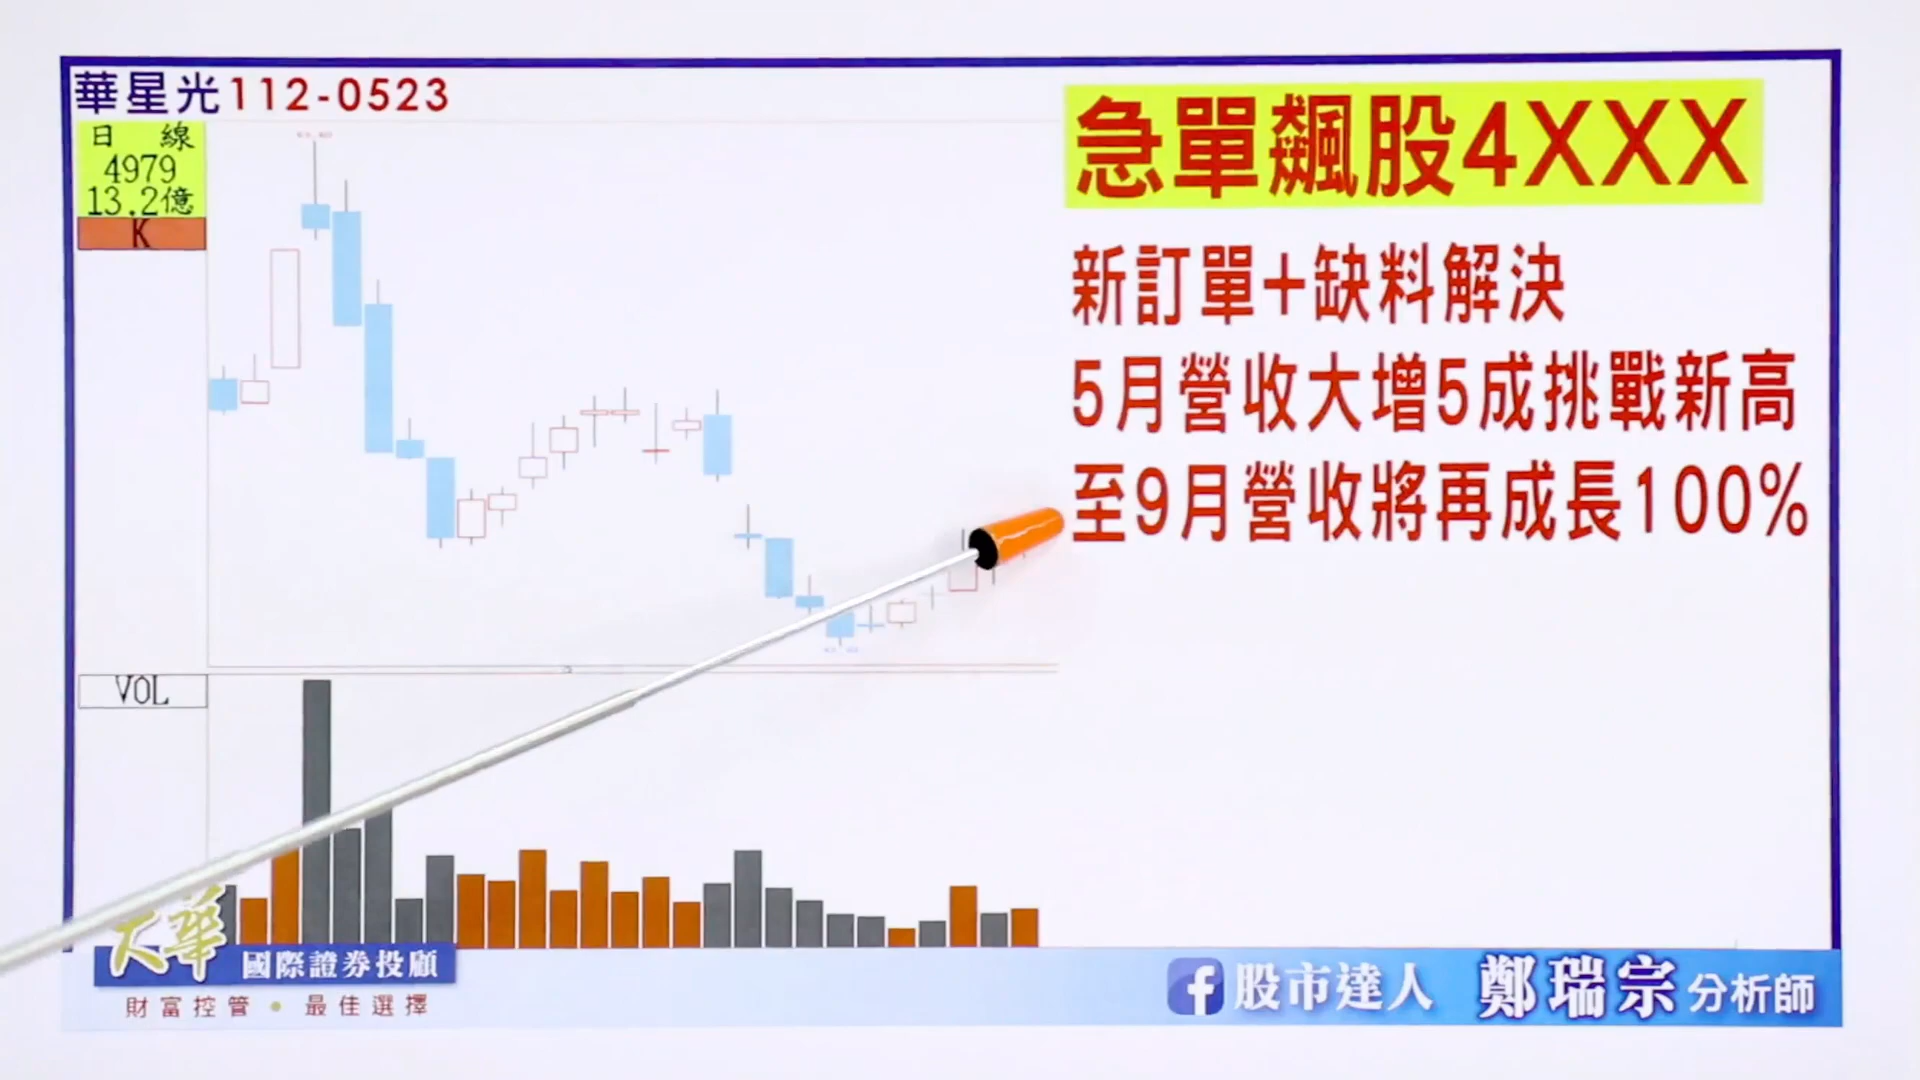 華星光112-0523
日 線
4979
13.2億
K
急單飆股4XXX
新訂單+缺料解決
5月營收大增5成挑戰新高
至9月營收將再成長100%
VOL
大華
國際證券投顧
財富控管・最佳選擇
股市達人 鄭瑞宗分析師